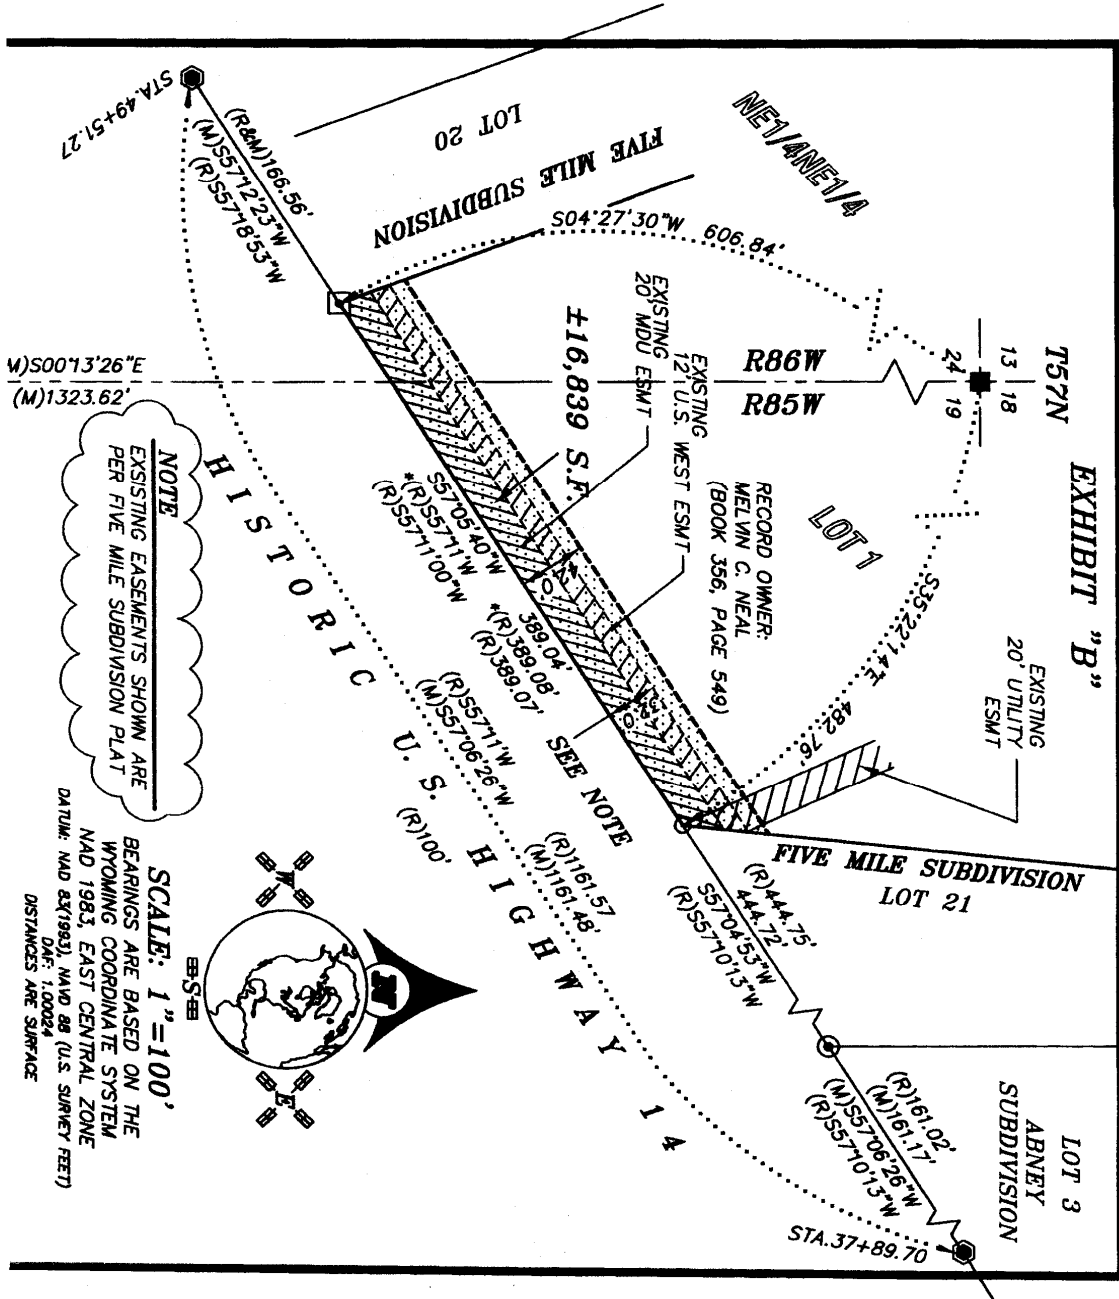 EXHIBIT "B"
T57N
13 18
24 19
R86W
R85W
NE1/4NE1/4
LOT 1
LOT 20
FIVE MILE SUBDIVISION
S04°27'30"W 606.84'
S35°22'14"E
482.76'
EXISTING
20' UTILITY
ESMT
RECORD OWNER:
MELVIN C. NEAL
(BOOK 356, PAGE 549)
EXISTING
12' U.S. WEST ESMT
EXISTING
20' MDU ESMT
±16,839 S.F.
FIVE MILE SUBDIVISION
LOT 21
LOT 3
ABNEY
SUBDIVISION
STA.49+51.27
(R&M)166.56'
(M)S57°12'23"W
(R)S57°18'53"W
S57°05'40"W
*(R)S57°11'W
(R)S57°11'00"W
389.04'
*(R)389.08'
(R)389.07'
SEE NOTE
(R)S57°11'W
(M)S57°06'26"W
(R)1161.57
(M)1161.48'
(R)100'
(R)444.75'
444.72'
S57°04'53"W
(R)S57°10'13"W
(R)161.02'
(M)161.17'
(M)S57°06'26"W
(R)S57°10'13"W
STA.37+89.70
HISTORIC U.S. HIGHWAY 14
M)S00°13'26"E
(M)1323.62'
NOTE
EXSISTING EASEMENTS SHOWN ARE
PER FIVE MILE SUBDIVISION PLAT
N
W
E
S
SCALE: 1"=100'
BEARINGS ARE BASED ON THE
WYOMING COORDINATE SYSTEM
NAD 1983, EAST CENTRAL ZONE
DATUM: NAD 83(1993), NAVD 88 (U.S. SURVEY FEET)
DAF: 1.00024
DISTANCES ARE SURFACE